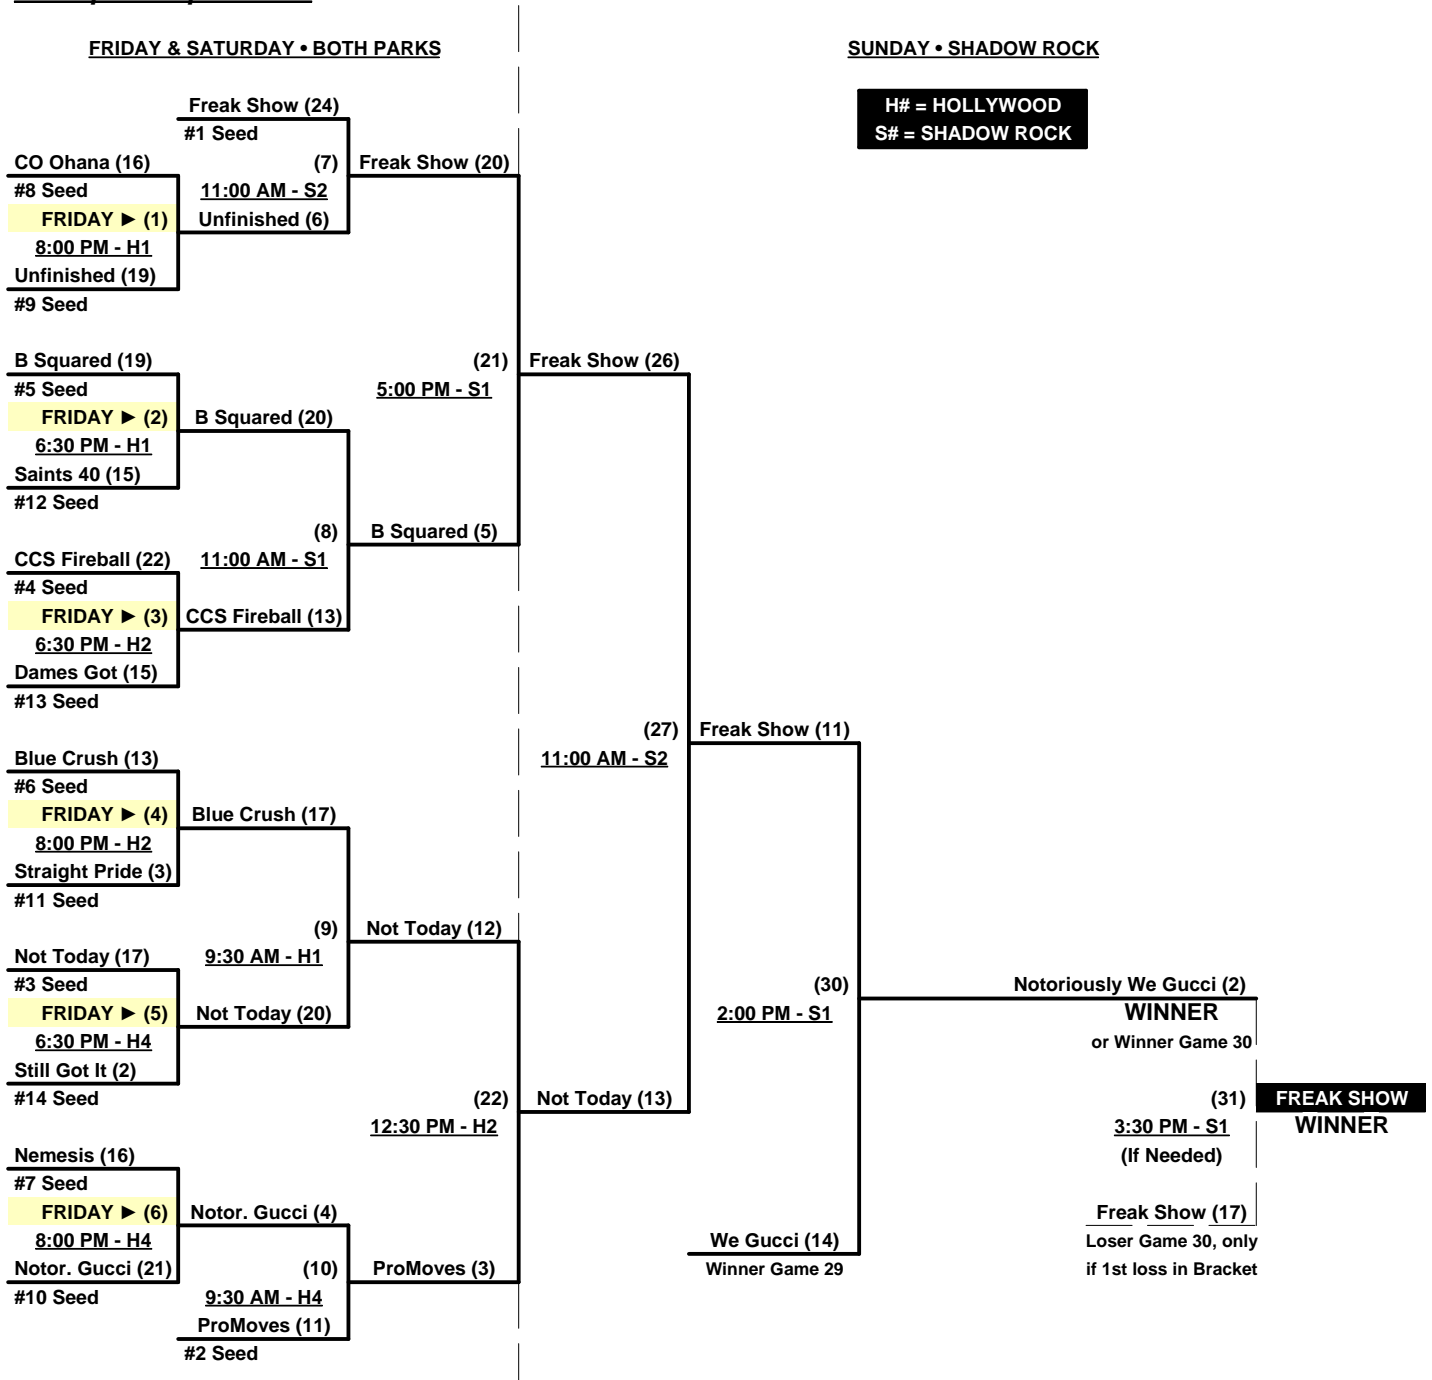 FRIDAY & SATURDAY • BOTH PARKS
SUNDAY • SHADOW ROCK
H# = HOLLYWOOD
S# = SHADOW ROCK
Freak Show (24)
#1 Seed
CO Ohana (16)
(7)
Freak Show (20)
#8 Seed
11:00 AM - S2
FRIDAY ► (1)
Unfinished (6)
8:00 PM - H1
Unfinished (19)
#9 Seed
B Squared (19)
(21)
Freak Show (26)
#5 Seed
5:00 PM - S1
FRIDAY ► (2)
B Squared (20)
6:30 PM - H1
Saints 40 (15)
#12 Seed
(8)
B Squared (5)
CCS Fireball (22)
11:00 AM - S1
#4 Seed
FRIDAY ► (3)
CCS Fireball (13)
6:30 PM - H2
Dames Got (15)
#13 Seed
(27)
Freak Show (11)
Blue Crush (13)
11:00 AM - S2
#6 Seed
FRIDAY ► (4)
Blue Crush (17)
8:00 PM - H2
Straight Pride (3)
#11 Seed
(9)
Not Today (12)
Not Today (17)
9:30 AM - H1
#3 Seed
(30)
Notoriously We Gucci (2)
FRIDAY ► (5)
Not Today (20)
2:00 PM - S1
WINNER
6:30 PM - H4
or Winner Game 30
Still Got It (2)
#14 Seed
(22)
Not Today (13)
(31)
FREAK SHOW
12:30 PM - H2
3:30 PM - S1
WINNER
Nemesis (16)
(If Needed)
#7 Seed
FRIDAY ► (6)
Notor. Gucci (4)
Freak Show (17)
8:00 PM - H4
We Gucci (14)
Loser Game 30, only
Notor. Gucci (21)
(10)
ProMoves (3)
Winner Game 29
if 1st loss in Bracket
#10 Seed
9:30 AM - H4
ProMoves (11)
#2 Seed